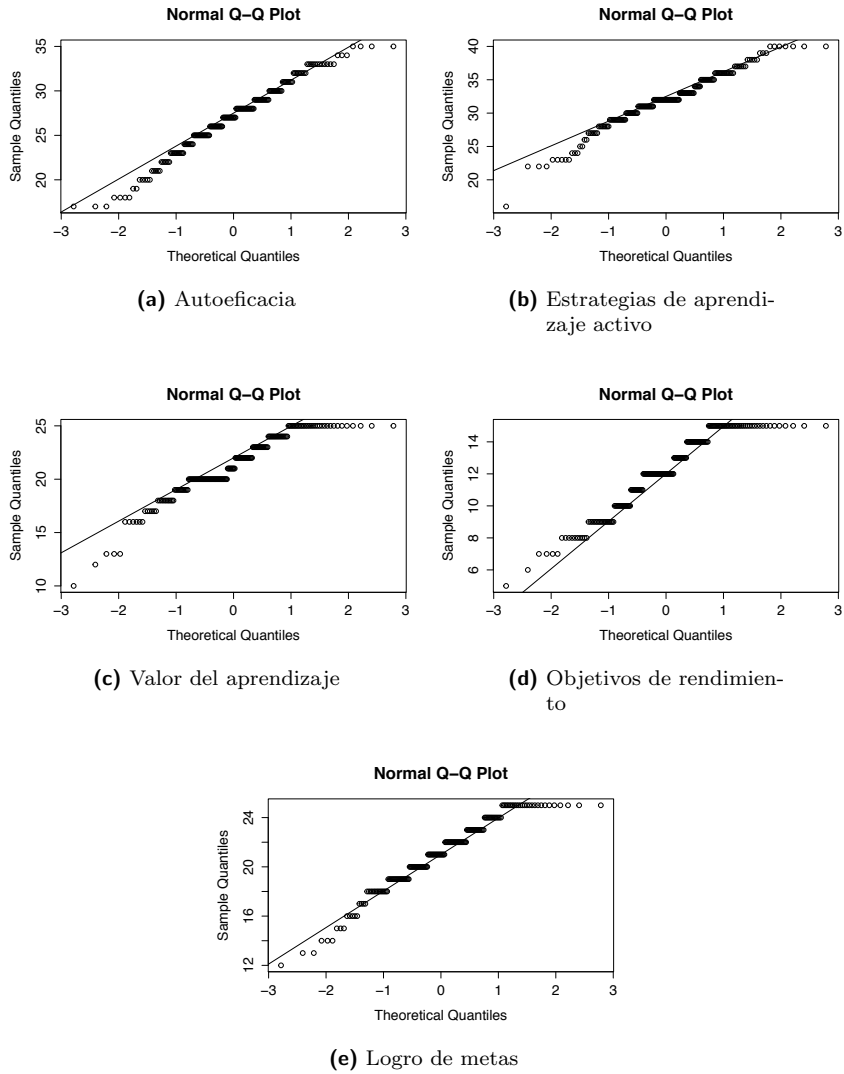 Normal Q−Q Plot
Sample Quantiles
20 25 30 35
−3 −2 −1 0 1 2 3
Theoretical Quantiles
(a) Autoeficacia
Normal Q−Q Plot
Sample Quantiles
15 20 25 30 35 40
−3 −2 −1 0 1 2 3
Theoretical Quantiles
(b) Estrategias de aprendi-
zaje activo
Normal Q−Q Plot
Sample Quantiles
10 15 20 25
−3 −2 −1 0 1 2 3
Theoretical Quantiles
(c) Valor del aprendizaje
Normal Q−Q Plot
Sample Quantiles
6 8 10 12 14
−3 −2 −1 0 1 2 3
Theoretical Quantiles
(d) Objetivos de rendimien-
to
Normal Q−Q Plot
Sample Quantiles
12 16 20 24
−3 −2 −1 0 1 2 3
Theoretical Quantiles
(e) Logro de metas